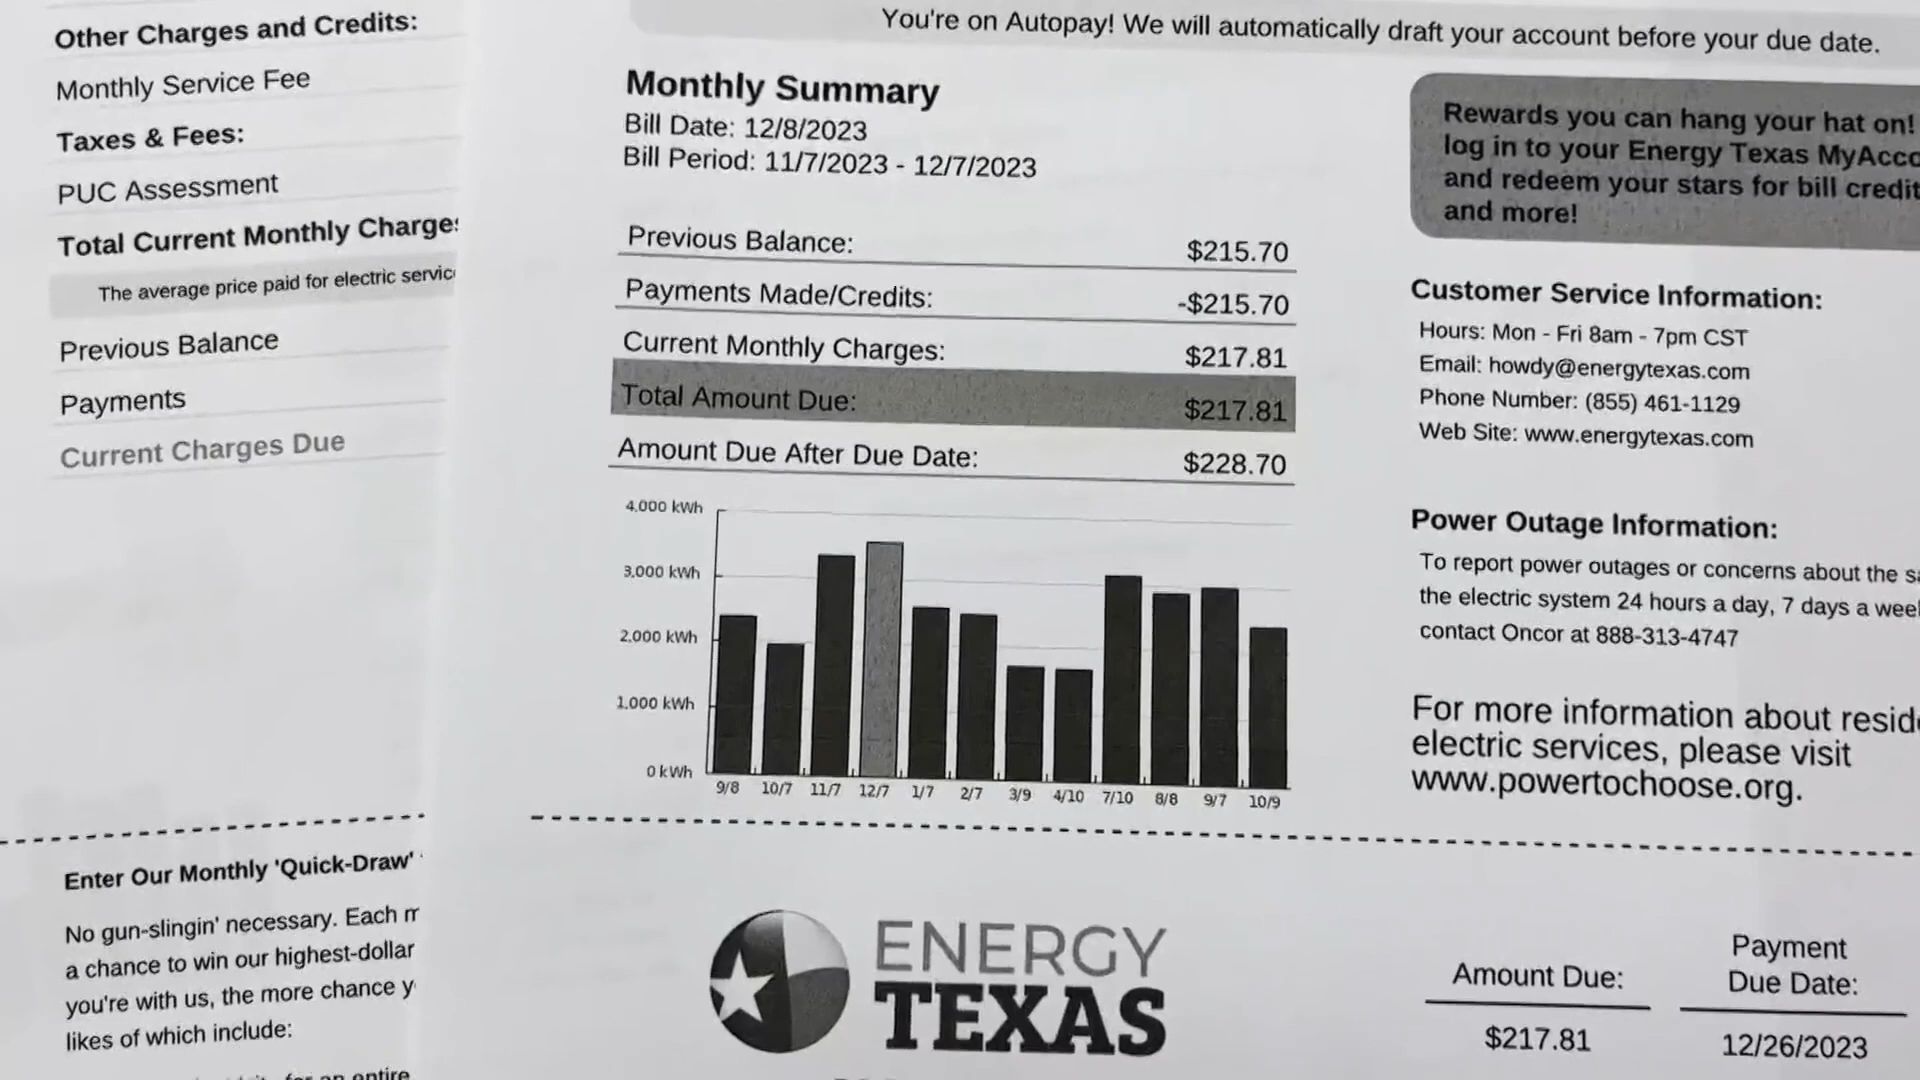 Other Charges and Credits:
Monthly Service Fee
Taxes & Fees:
PUC Assessment
Total Current Monthly Charges
The average price paid for electric servic
Previous Balance
Payments
Current Charges Due
Enter Our Monthly 'Quick-Draw'
No gun-slingin' necessary. Each
a chance to win our highest-dollar
you're with us, the more chance
likes of which include:
for an entire
You're on Autopay! We will automatically draft your account before your due date.
Monthly Summary
Bill Date: 12/8/2023
Bill Period: 11/7/2023 - 12/7/2023
Previous Balance: $215.70
Payments Made/Credits: -$215.70
Current Monthly Charges: $217.81
Total Amount Due: $217.81
Amount Due After Due Date: $228.70
4,000 kWh
3,000 kWh
2,000 kWh
1,000 kWh
0 kWh
9/8 10/7 11/7 12/7 1/7 2/7 3/9 4/10 7/10 8/8 9/7 10/9
Rewards you can hang your hat on!
log in to your Energy Texas MyAcco
and redeem your stars for bill credit
and more!
Customer Service Information:
Hours: Mon - Fri 8am - 7pm CST
Email: howdy@energytexas.com
Phone Number: (855) 461-1129
Web Site: www.energytexas.com
Power Outage Information:
To report power outages or concerns about the sa
the electric system 24 hours a day, 7 days a wee
contact Oncor at 888-313-4747
For more information about reside
electric services, please visit
www.powertochoose.org.
ENERGY
TEXAS
Amount Due:
$217.81
Payment
Due Date:
12/26/2023